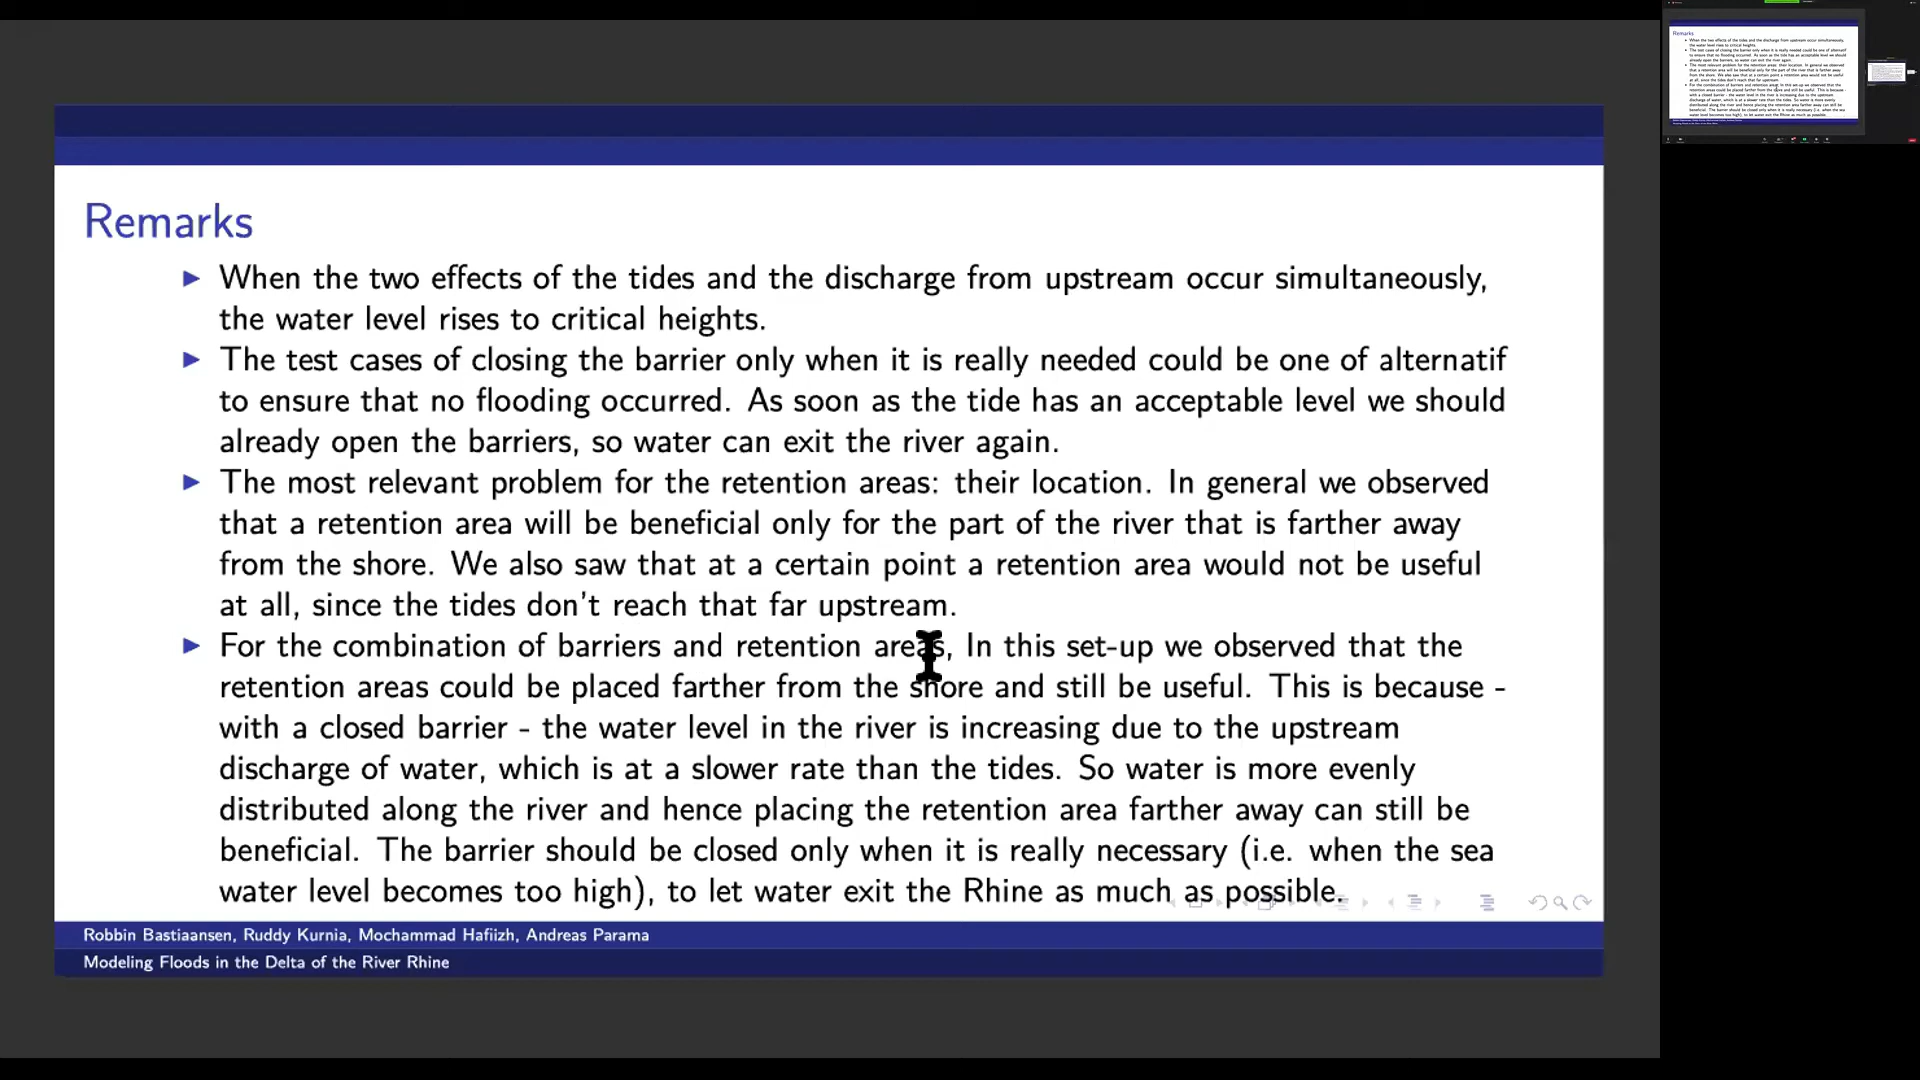 Remarks
When the two effects of the tides and the discharge from upstream occur simultaneously,
the water level rises to critical heights.
The test cases of closing the barrier only when it is really needed could be one of alternatif
to ensure that no flooding occurred. As soon as the tide has an acceptable level we should
already open the barriers, so water can exit the river again.
The most relevant problem for the retention areas: their location. In general we observed
that a retention area will be beneficial only for the part of the river that is farther away
from the shore. We also saw that at a certain point a retention area would not be useful
at all, since the tides don't reach that far upstream.
For the combination of barriers and retention areas, In this set-up we observed that the
retention areas could be placed farther from the shore and still be useful. This is because -
with a closed barrier - the water level in the river is increasing due to the upstream
discharge of water, which is at a slower rate than the tides. So water is more evenly
distributed along the river and hence placing the retention area farther away can still be
beneficial. The barrier should be closed only when it is really necessary (i.e. when the sea
water level becomes too high), to let water exit the Rhine as much as possible.
Robbin Bastiaansen, Ruddy Kurnia, Mochammad Hafiizh, Andreas Parama
Modeling Floods in the Delta of the River Rhine